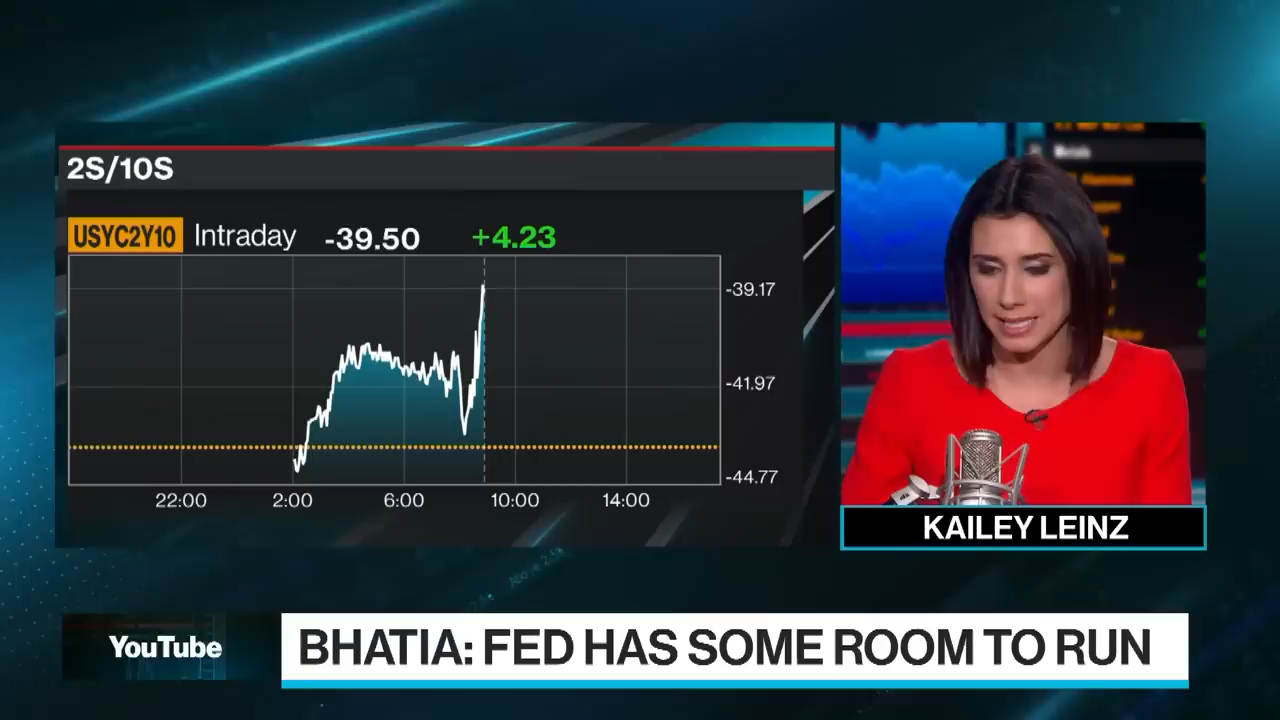 2S/10S
USYC2Y10 Intraday -39.50 +4.23
-39.17
-41.97
-44.77
22:00 2:00 6:00 10:00 14:00
KAILEY LEINZ
YouTube
BHATIA: FED HAS SOME ROOM TO RUN